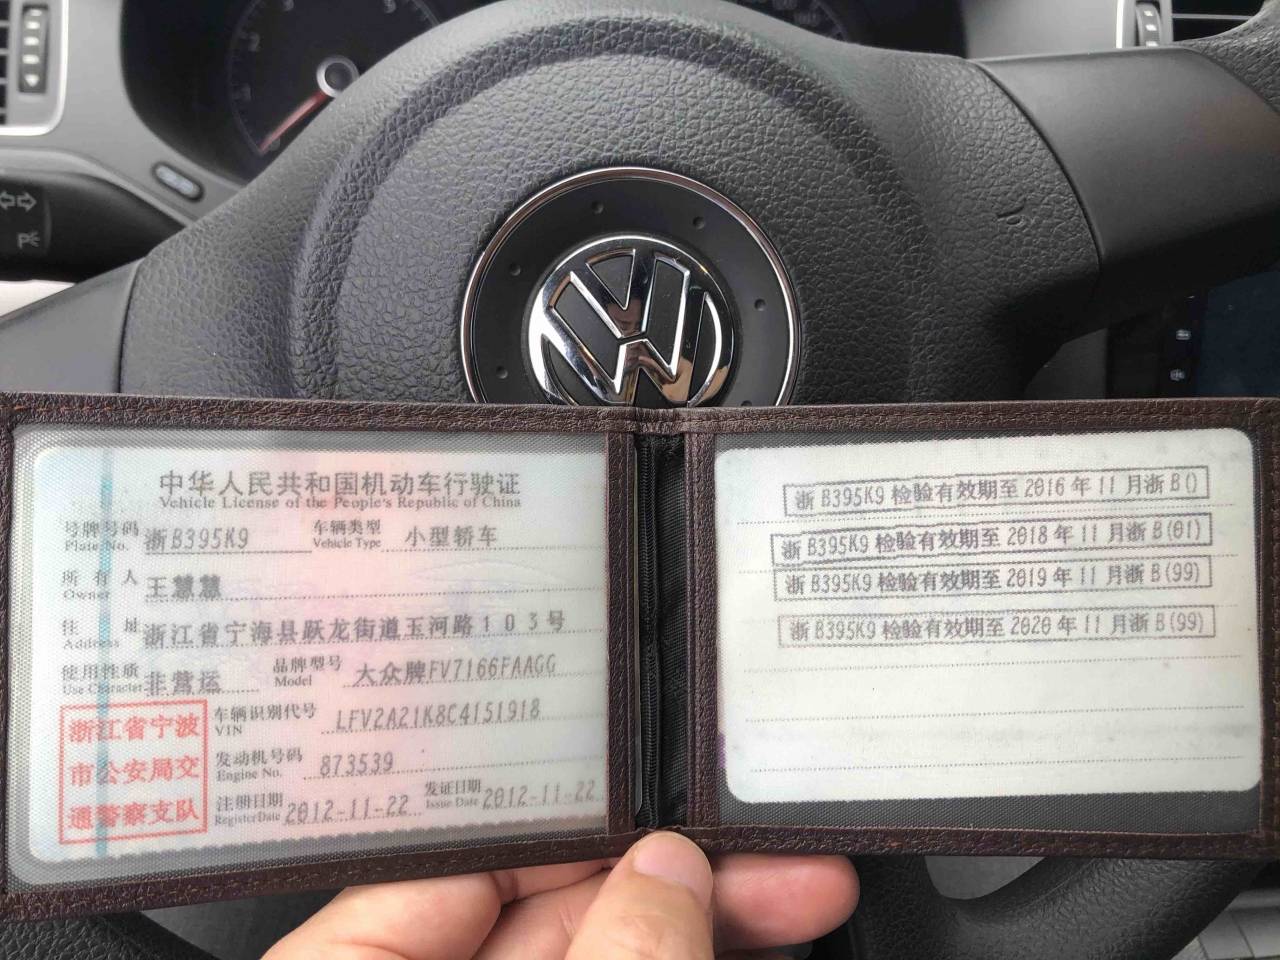 中华人民共和国机动车行驶证
Vehicle License of the People's Republic of China
号牌号码 浙B395K9 车辆类型 小型轿车
Plate No. Vehicle Type
所有人 王慧慧
Owner
住址 浙江省宁海县跃龙街道玉河路103号
Address
使用性质 非营运 品牌型号 大众牌FV7166FAAGG
Use Character Model
浙江省宁波
市公安局交
通警察支队
车辆识别代号 LFV2A21K8C4151918
VIN
发动机号码 873539
Engine No.
注册日期 2012-11-22 发证日期 2012-11-22
Register Date Issue Date
浙B395K9检验有效期至2016年11月浙B()
浙B395K9检验有效期至2018年11月浙B(01)
浙B395K9检验有效期至2019年11月浙B(99)
浙B395K9检验有效期至2020年11月浙B(99)